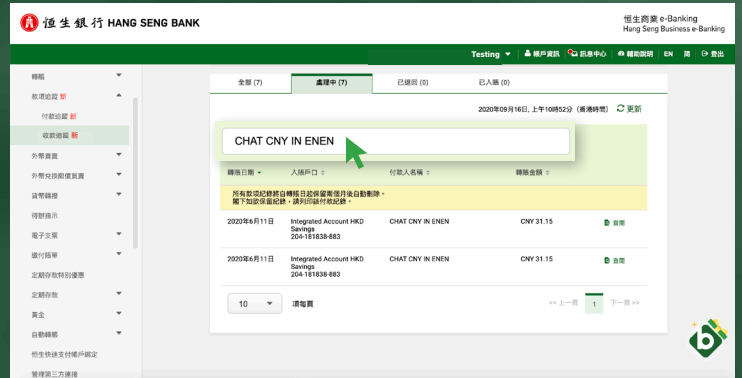 恒生銀行 HANG SENG BANK
恒生商業 e-Banking
Hang Seng Business e-Banking
Testing 帳戶資訊 訊息中心 輔助說明 EN 簡 登出
轉賬
款項追蹤 新
付款追蹤 新
收款追蹤 新
外幣買賣
外幣兌換限價買賣
貨幣轉撥
待辦指示
電子支票
繳付賬單
定期存款特別優惠
定期存款
黃金
自動轉賬
恒生快速支付帳戶綁定
管理第三方連接
全部 (7) 處理中 (7) 已退回 (0) 已入賬 (0)
2020年09月16日, 上午10時52分 (香港時間) 更新
CHAT CNY IN ENEN
轉賬日期 入賬戶口 付款人名稱 轉賬金額
所有款項紀錄將自轉賬日起保留兩個月後自動刪除。
閣下如欲保留紀錄,請列印該付款紀錄。
2020年6月11日 Integrated Account HKD Savings 204-181838-883 CHAT CNY IN ENEN CNY 31.15 查閱
2020年6月11日 Integrated Account HKD Savings 204-181838-883 CHAT CNY IN ENEN CNY 31.15 查閱
10 項每頁
<< 上一頁 1 下一頁 >>
b